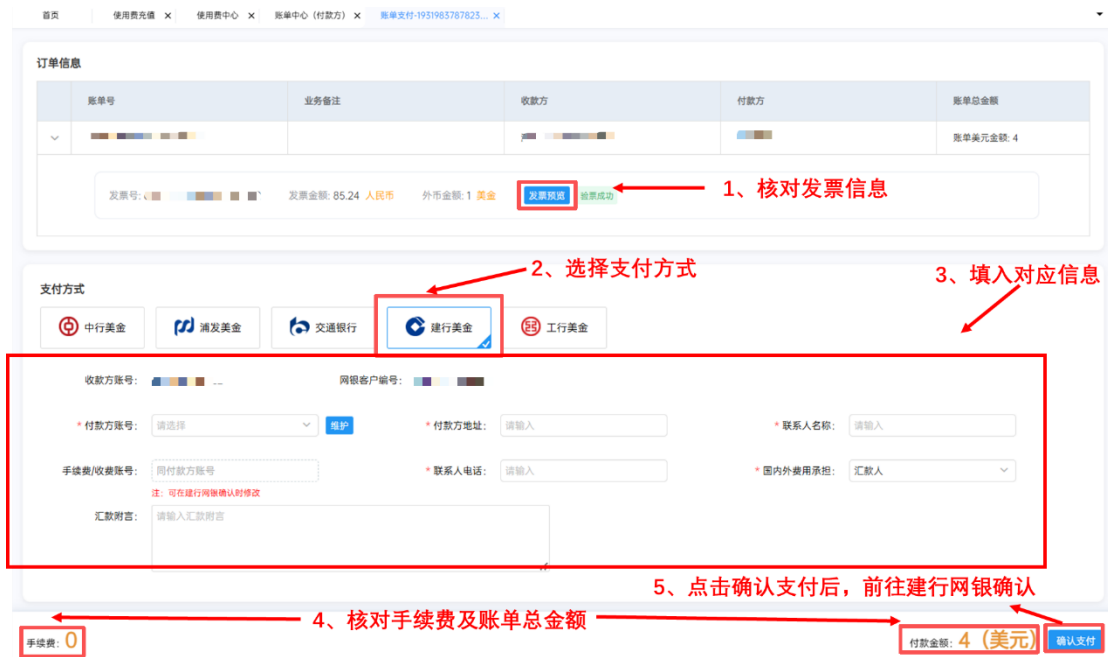 首页 使用费充值 × 使用费中心 × 账单中心（付款方） × 账单支付-1931983787823... ×
订单信息
账单号 业务备注 收款方 付款方 账单总金额
账单美元金额: 4
发票号: 发票金额: 85.24 人民币 外币金额: 1 美金 发票预览 验票成功 1、核对发票信息
2、选择支付方式
3、填入对应信息
支付方式
中行美金 浦发美金 交通银行 建行美金 工行美金
收款方账号: 网银客户编号:
* 付款方账号: 请选择 维护 * 付款方地址: 请输入 * 联系人名称: 请输入
手续费/收费账号: 同付款方账号 * 联系人电话: 请输入 * 国内外费用承担: 汇款人
注: 可在建行网银确认时修改
汇款附言: 请输入汇款附言
5、点击确认支付后，前往建行网银确认
4、核对手续费及账单总金额
手续费: 0 付款金额: 4 (美元) 确认支付